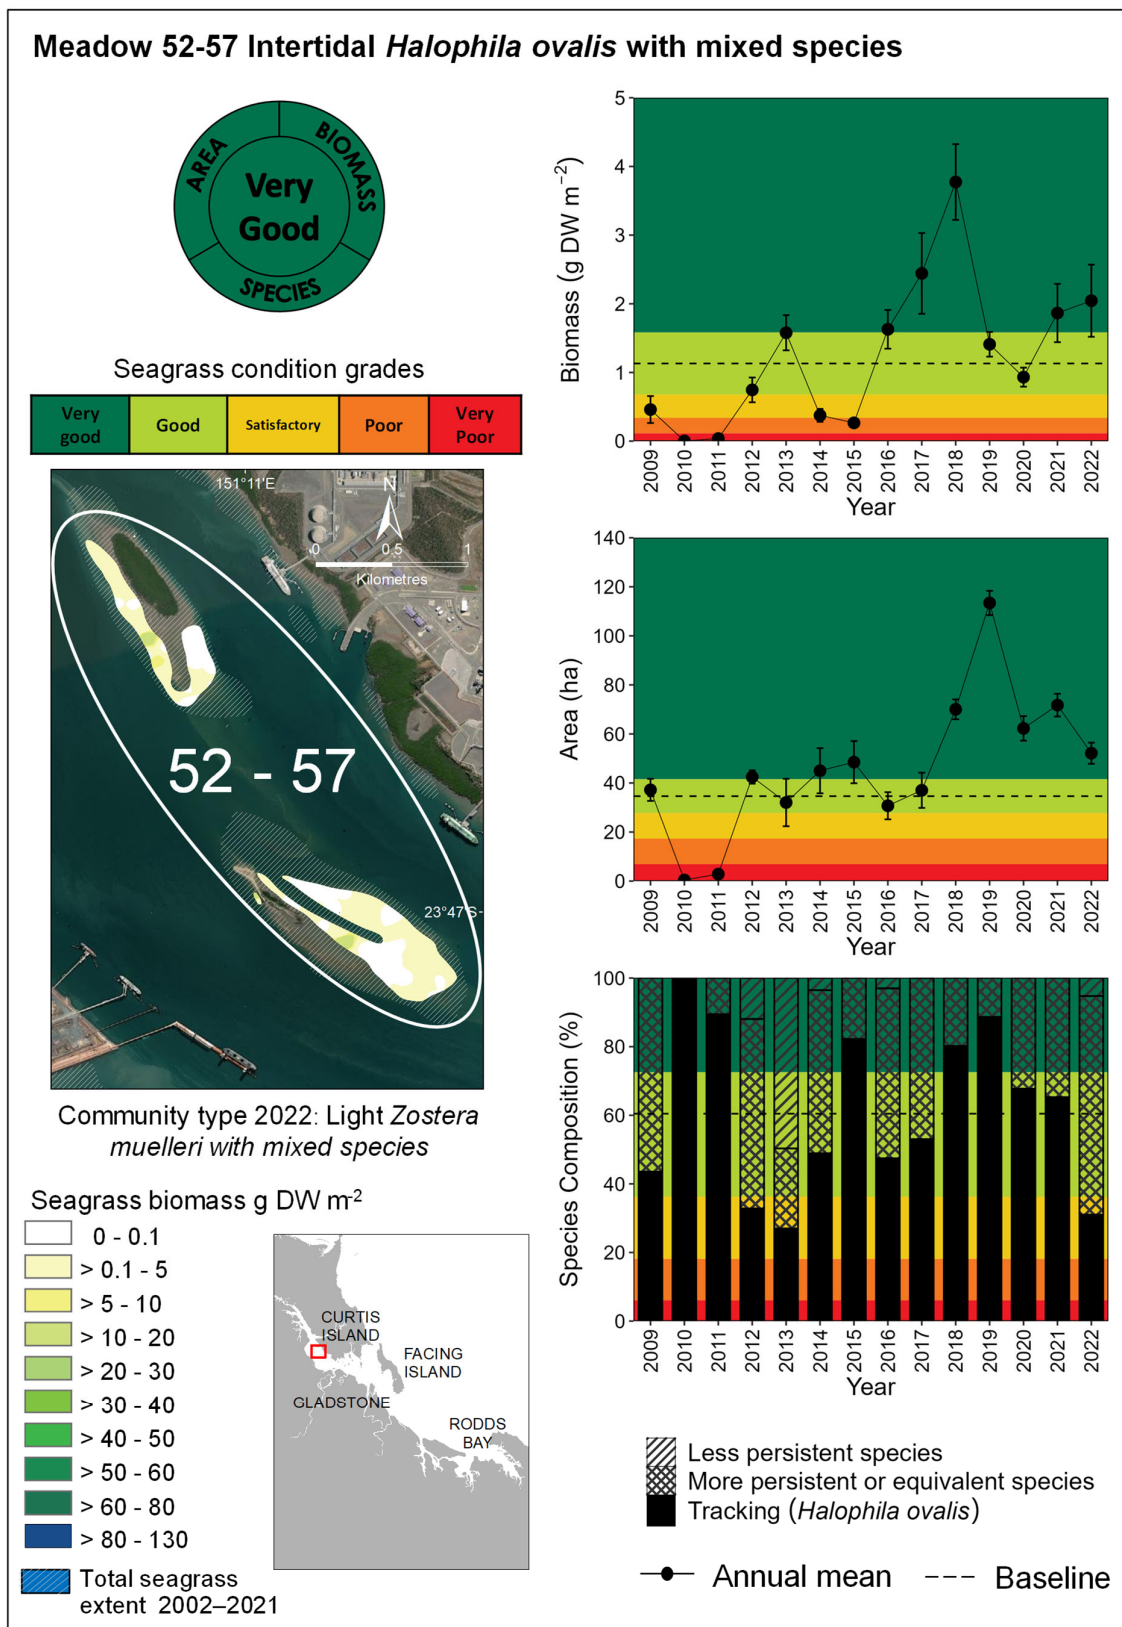 Meadow 52-57 Intertidal Halophila ovalis with mixed species
AREA
BIOMASS
SPECIES
Very
Good
Seagrass condition grades
Very good
Good
Satisfactory
Poor
Very Poor
151°11'E
N
0 0.5 1
Kilometres
52 - 57
23°47'S
Community type 2022: Light Zostera
muelleri with mixed species
Seagrass biomass g DW m-2
0 - 0.1
> 0.1 - 5
> 5 - 10
> 10 - 20
> 20 - 30
> 30 - 40
> 40 - 50
> 50 - 60
> 60 - 80
> 80 - 130
Total seagrass
extent 2002–2021
CURTIS
ISLAND
FACING
ISLAND
GLADSTONE
RODDS
BAY
Biomass (g DW m−2)
5
4
3
2
1
0
2009 2010 2011 2012 2013 2014 2015 2016 2017 2018 2019 2020 2021 2022
Year
Area (ha)
140
120
100
80
60
40
20
0
2009 2010 2011 2012 2013 2014 2015 2016 2017 2018 2019 2020 2021 2022
Year
Species Composition (%)
100
80
60
40
20
0
2009 2010 2011 2012 2013 2014 2015 2016 2017 2018 2019 2020 2021 2022
Year
Less persistent species
More persistent or equivalent species
Tracking (Halophila ovalis)
Annual mean
Baseline